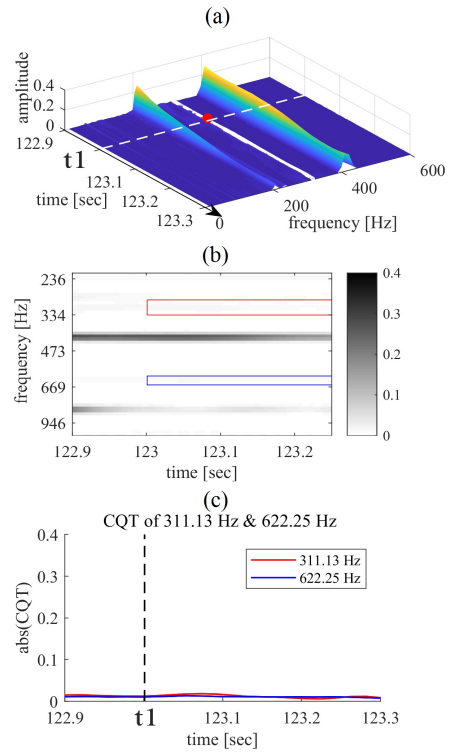 (a)
amplitude
0.4
0.2
0
122.9
t1
123.1
123.2
123.3
time [sec]
0
200
400
600
frequency [Hz]
(b)
frequency [Hz]
236
334
473
669
946
122.9
123
123.1
123.2
time [sec]
0.4
0.3
0.2
0.1
0
(c)
CQT of 311.13 Hz & 622.25 Hz
abs(CQT)
0.4
0.3
0.2
0.1
0
311.13 Hz
622.25 Hz
122.9
t1
123.1
123.2
123.3
time [sec]